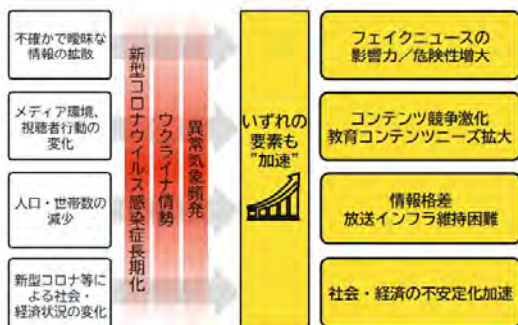 不確かで曖昧な
情報の拡散
メディア環境、
視聴者行動の
変化
人口・世帯数の
減少
新型コロナ等に
よる社会・
経済状況の変化
新型コロナウイルス感染症長期化
ウクライナ情勢
異常気象頻発
いずれの
要素も
"加速"
フェイクニュースの
影響力／危険性増大
コンテンツ競争激化
教育コンテンツニーズ拡大
情報格差
放送インフラ維持困難
社会・経済の不安定化加速